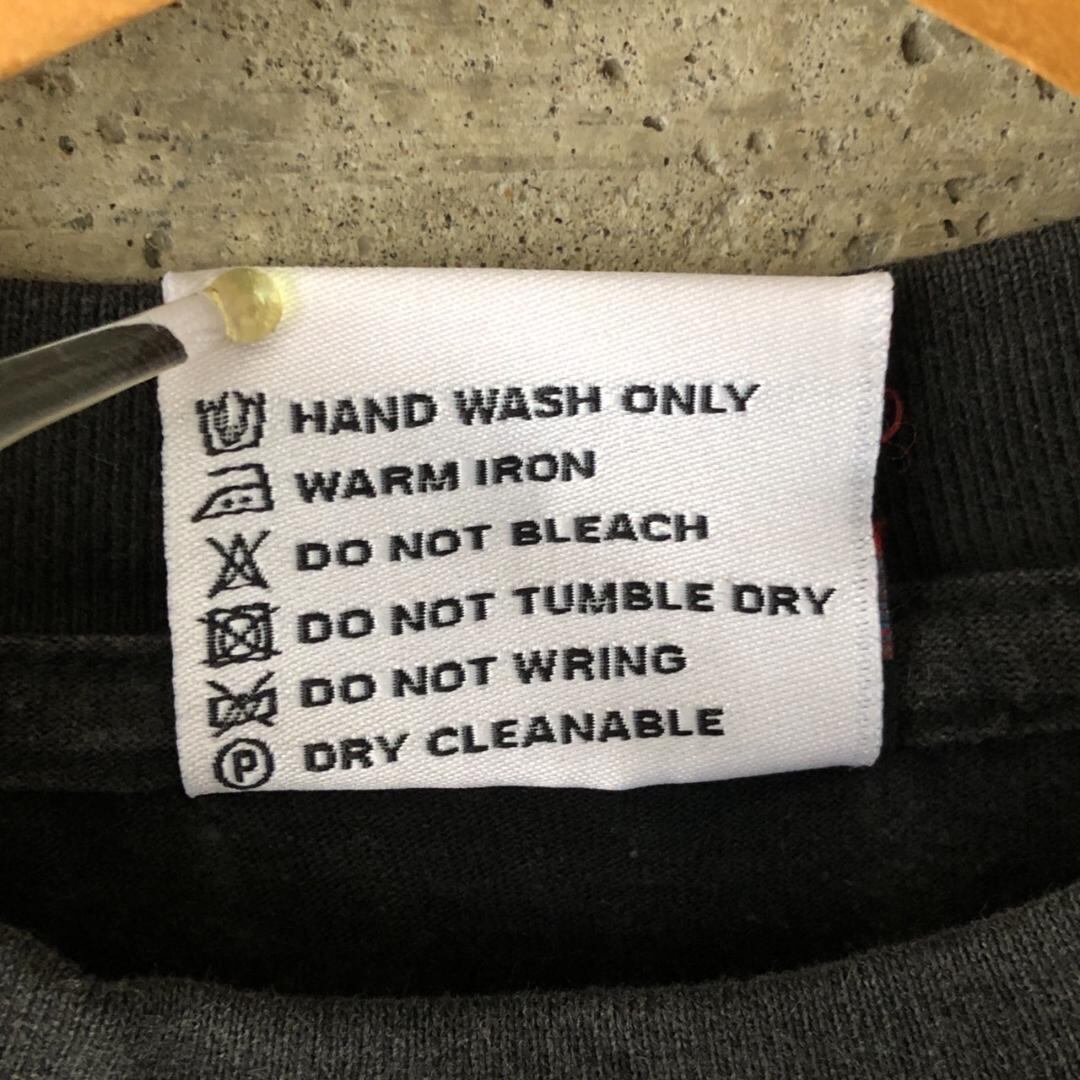 HAND WASH ONLY
WARM IRON
DO NOT BLEACH
DO NOT TUMBLE DRY
DO NOT WRING
P DRY CLEANABLE